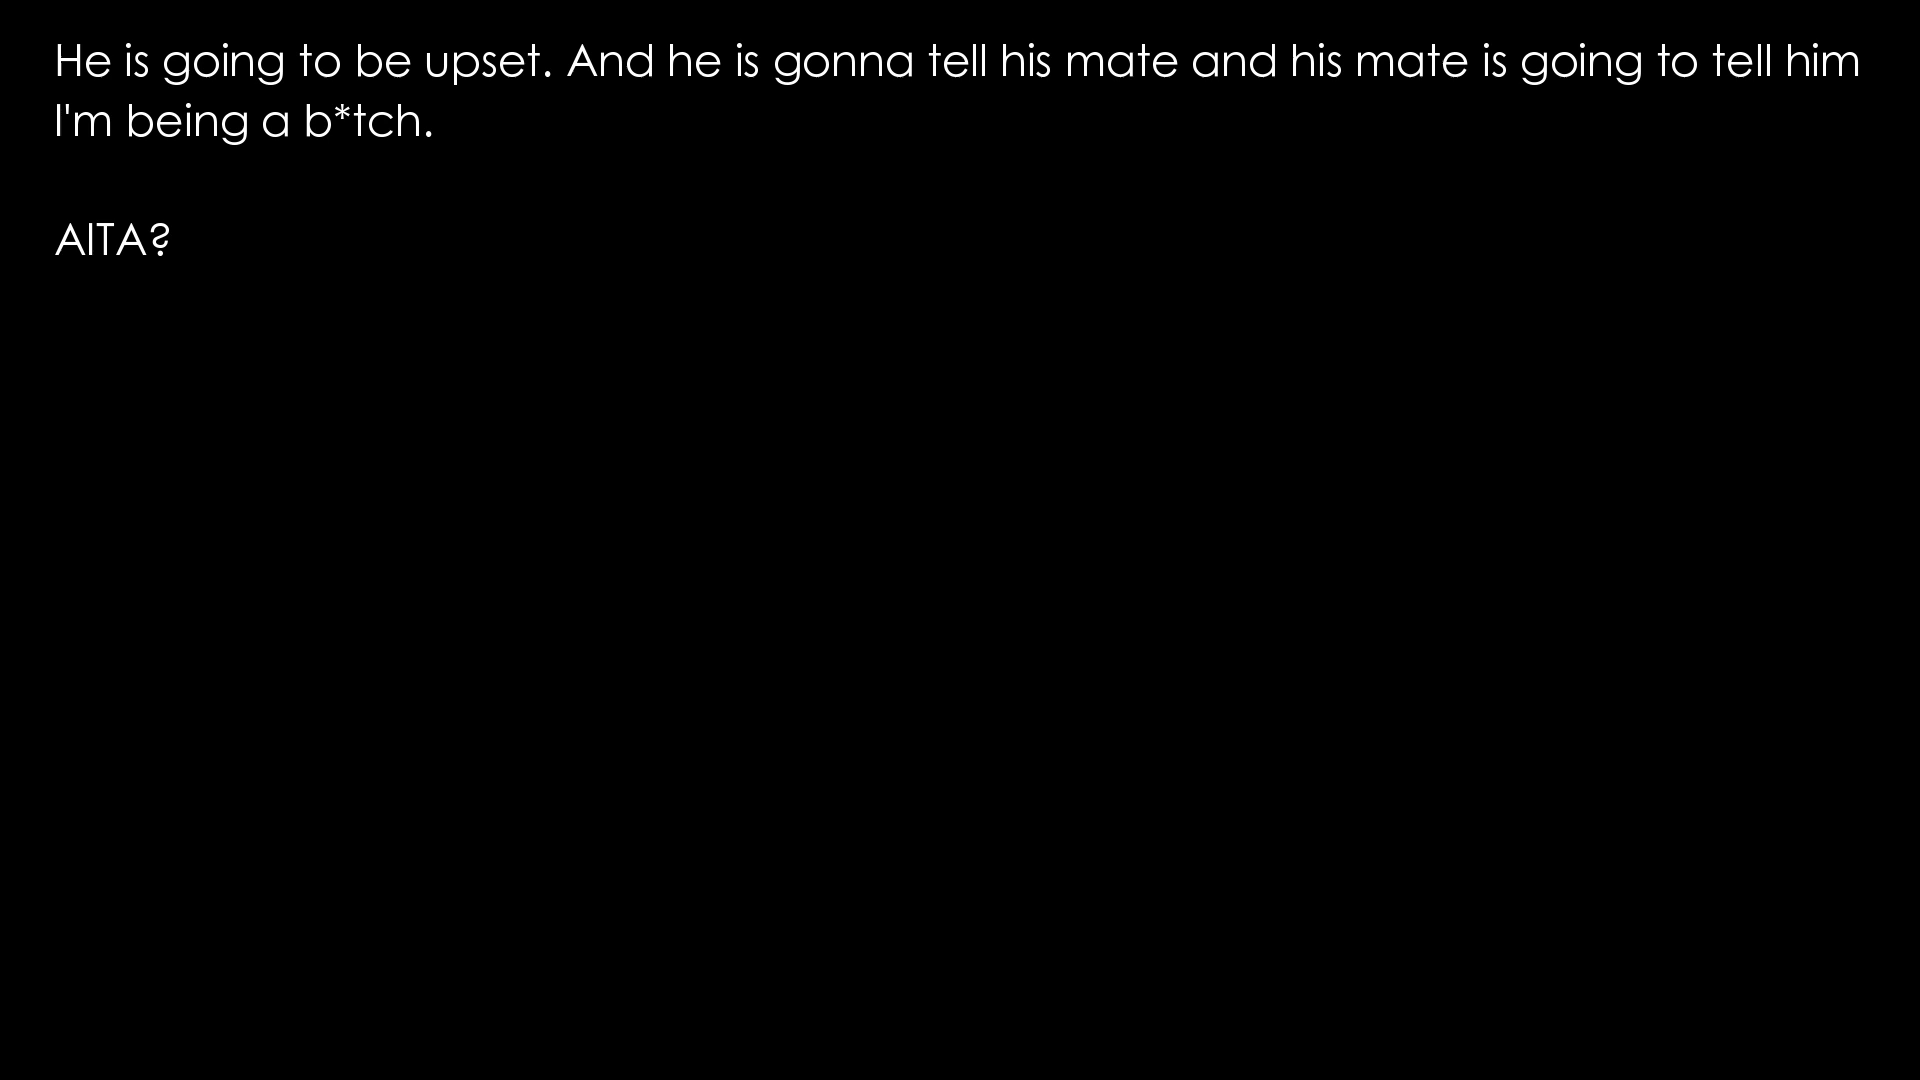 He is going to be upset. And he is gonna tell his mate and his mate is going to tell him
I'm being a b*tch.
AITA?